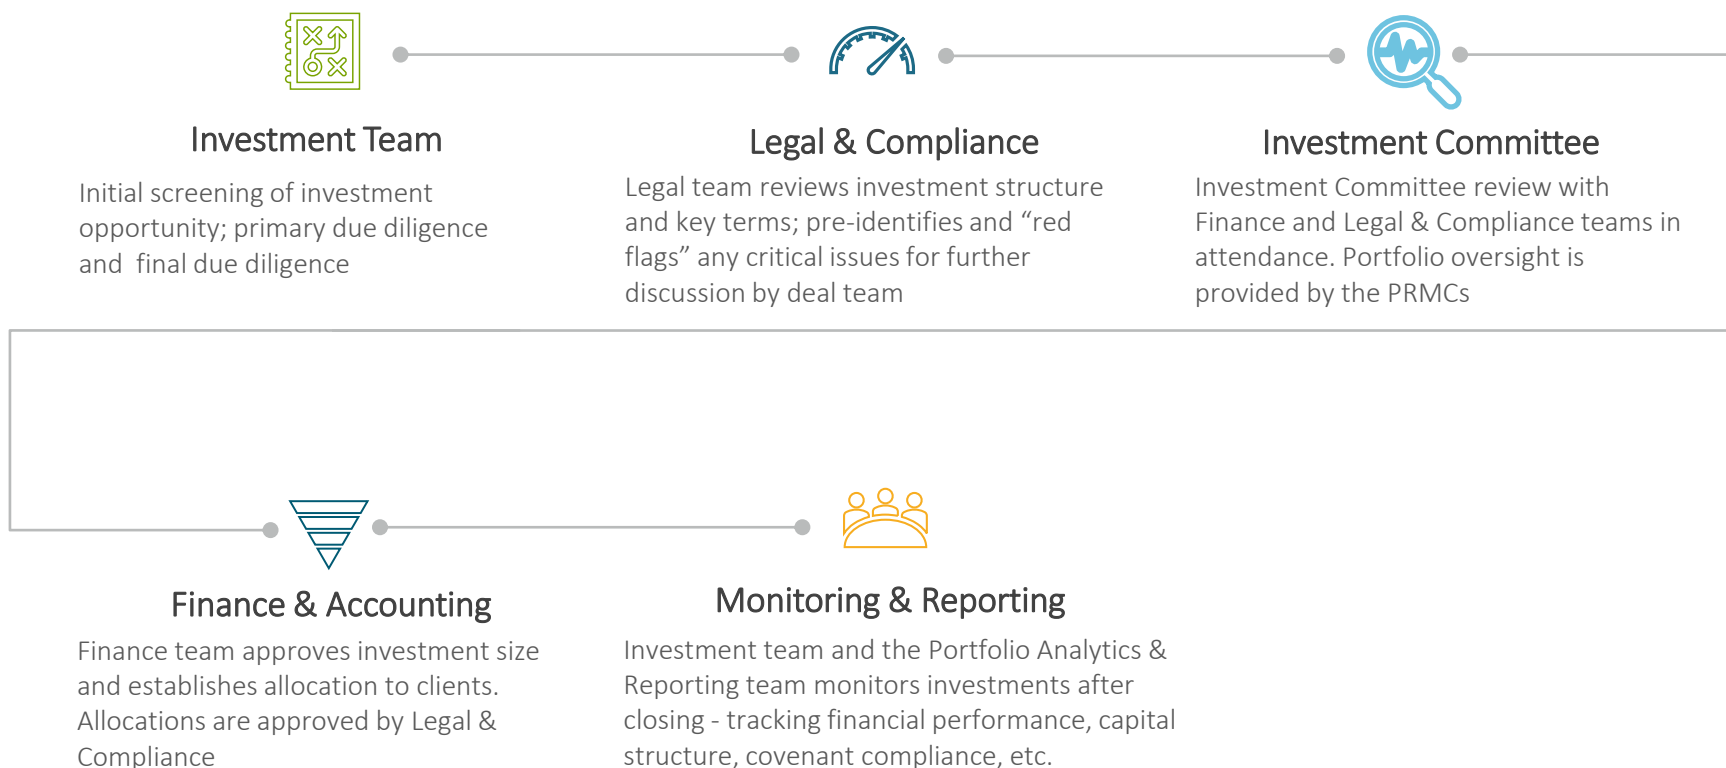 Investment Team
Initial screening of investment
opportunity; primary due diligence
and  final due diligence
Legal & Compliance
Legal team reviews investment structure
and key terms; pre-identifies and “red
flags” any critical issues for further
discussion by deal team
Investment Committee
Investment Committee review with
Finance and Legal & Compliance teams in
attendance. Portfolio oversight is
provided by the PRMCs
Finance & Accounting
Finance team approves investment size
and establishes allocation to clients.
Allocations are approved by Legal &
Compliance
Monitoring & Reporting
Investment team and the Portfolio Analytics &
Reporting team monitors investments after
closing - tracking financial performance, capital
structure, covenant compliance, etc.